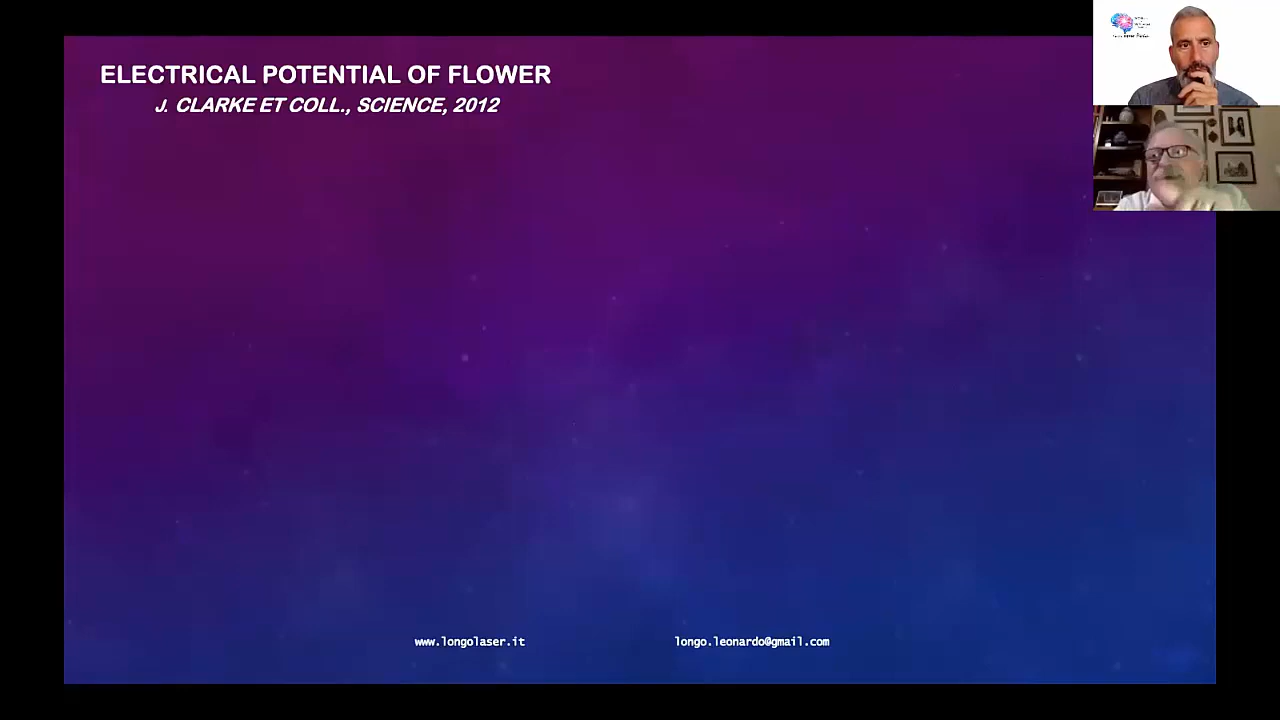 ELECTRICAL POTENTIAL OF FLOWER
J. CLARKE ET COLL., SCIENCE, 2012
www.longolaser.it
longo.leonardo@gmail.com